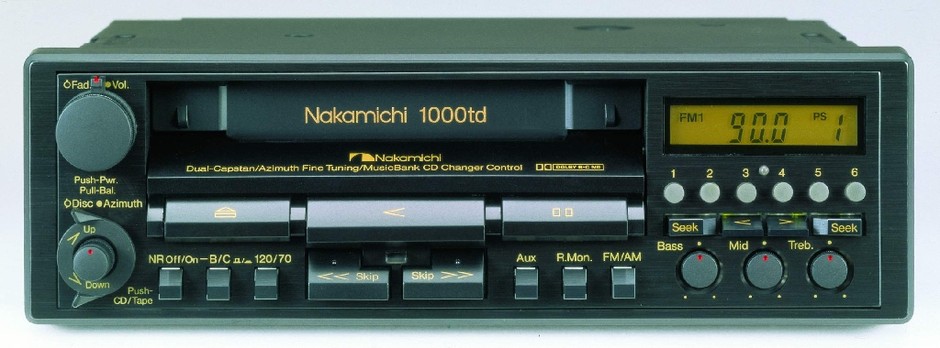 Fad. Vol.
Nakamichi 1000td
FM1 90.0 PS 1
Nakamichi
Dual-Capstan/Azimuth Fine Tuning/MusicBank CD Changer Control
DOLBY B-C NR
1 2 3 4 5 6
Push-Pwr.
Pull-Bal.
Disc Azimuth
Up
Down
Push-
CD/Tape
NR Off/On B/C 120/70
<
<< Skip
Skip >>
Aux R.Mon. FM/AM
Seek << >> Seek
Bass Mid Treb.